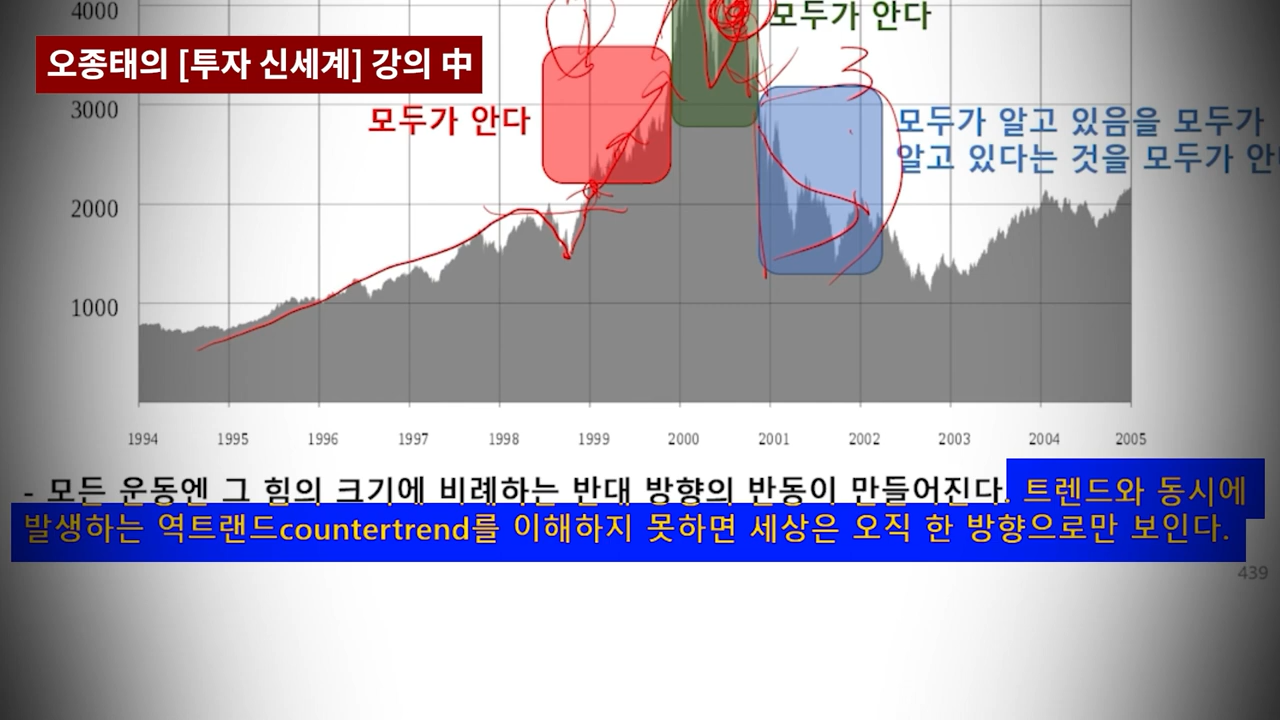 4000
모두가 안다
오종태의 [투자 신세계] 강의 中
3000
모두가 안다
3
모두가 알고 있음을 모두가
알고 있다는 것을 모두가 안
2000
1000
1994 1995 1996 1997 1998 1999 2000 2001 2002 2003 2004 2005
- 모든 운동엔 그 힘의 크기에 비례하는 반대 방향의 반동이 만들어진다. 트렌드와 동시에
발생하는 역트랜드countertrend를 이해하지 못하면 세상은 오직 한 방향으로만 보인다.
439